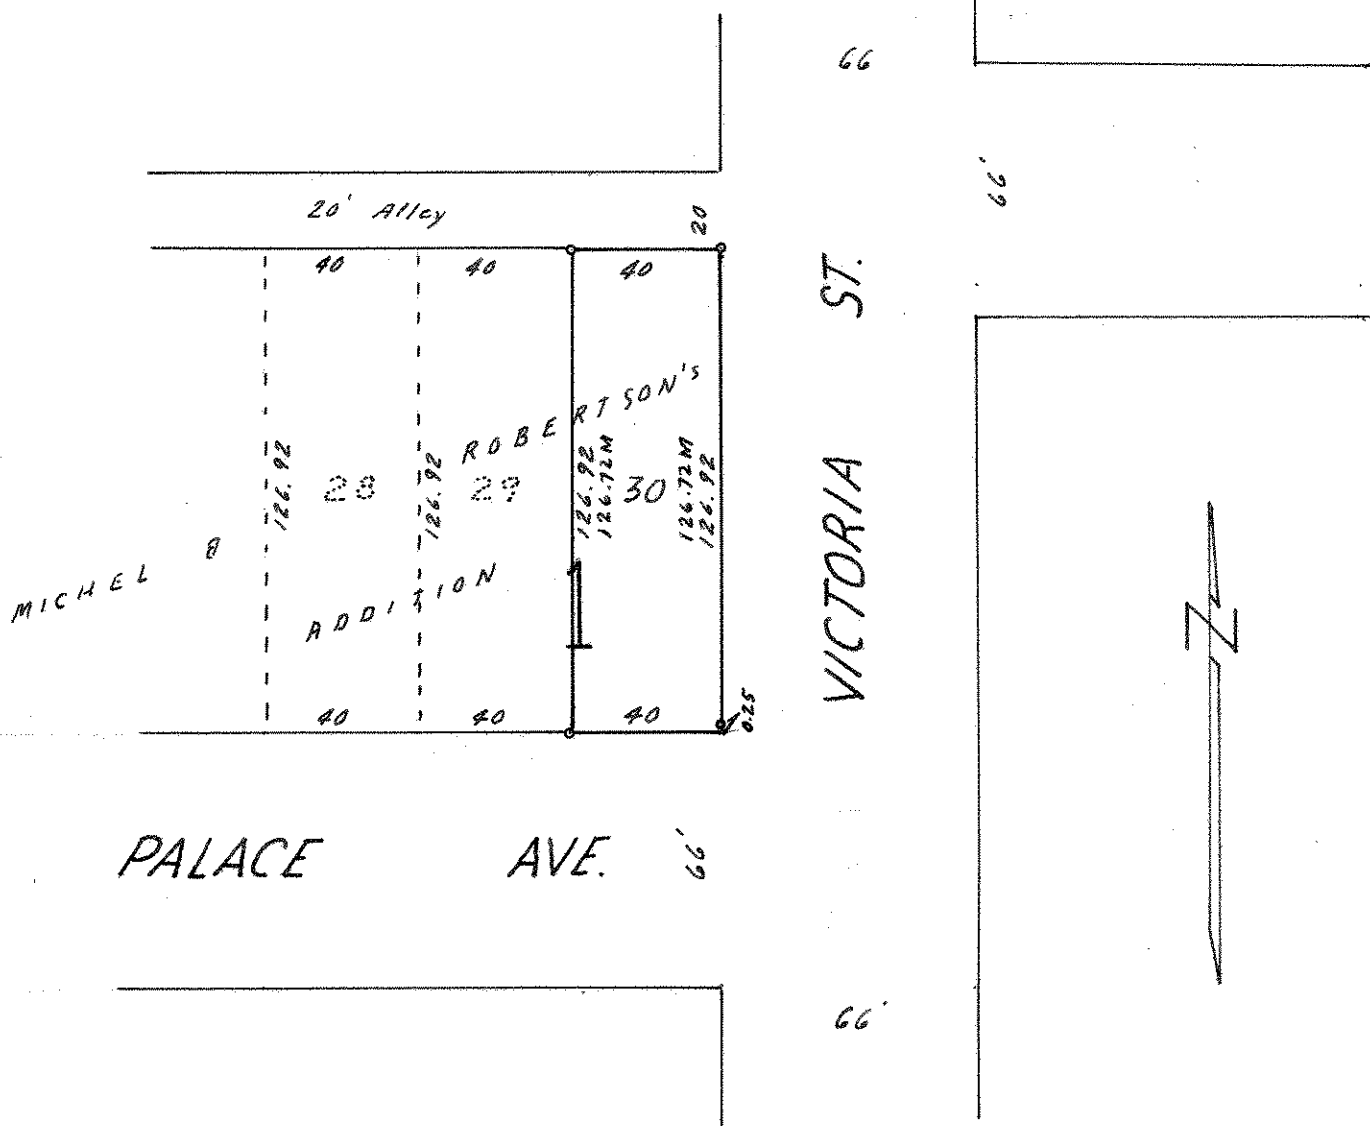 66
66'
20' Alley
20
40 40 40
ST.
ROBERTSON'S
126.92 28 126.92 29 126.92 126.72M 30 126.72M 126.92
VICTORIA
MICHEL &
ADDITION
1
N
40 40 40 0.25
PALACE AVE. 66'
66'